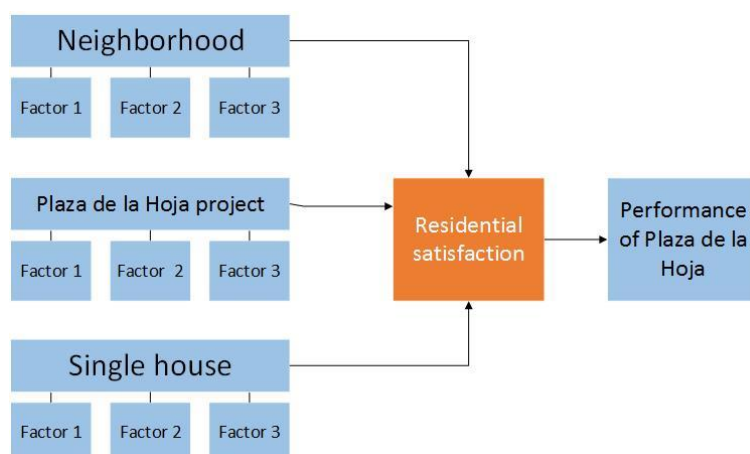 Neighborhood
Factor 1
Factor 2
Factor 3
Plaza de la Hoja project
Factor 1
Factor 2
Factor 3
Single house
Factor 1
Factor 2
Factor 3
Residential
satisfaction
Performance
of Plaza de la
Hoja